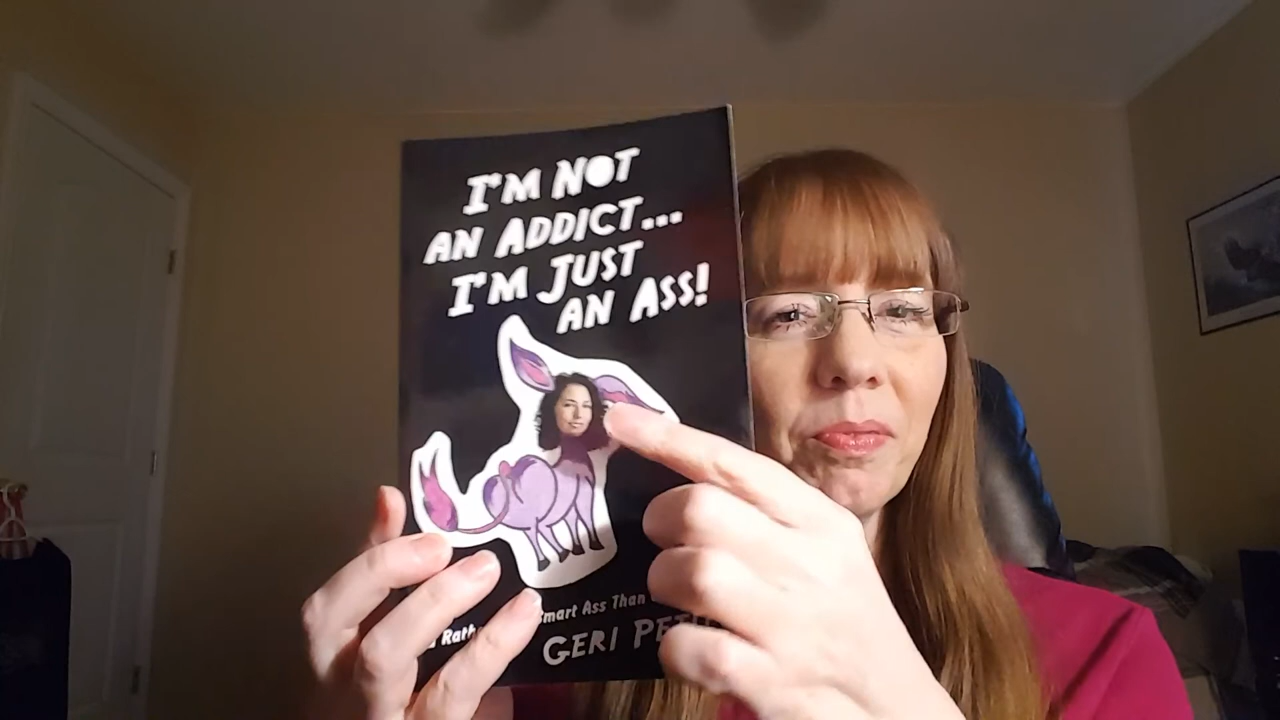 I'M NOT
AN ADDICT...
I'M JUST
AN ASS!
Smart Ass Than
GERI